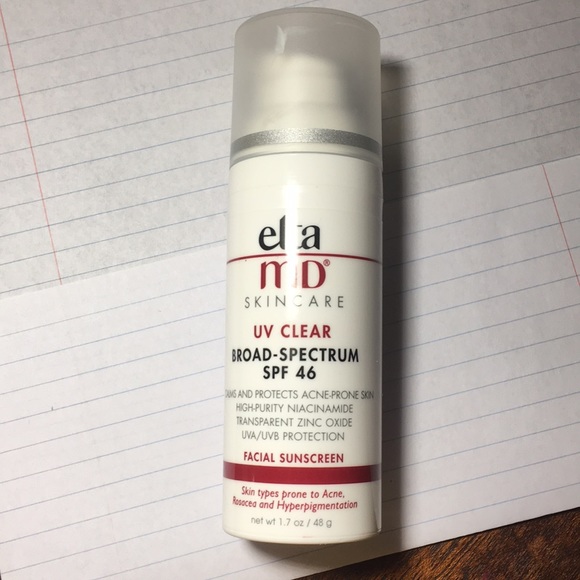 elta
MD®
SKINCARE
UV CLEAR
BROAD-SPECTRUM
SPF 46
AND PROTECTS ACNE-PRONE SKIN
HIGH-PURITY NIACINAMIDE
TRANSPARENT ZINC OXIDE
UVA/UVB PROTECTION
FACIAL SUNSCREEN
Skin types prone to Acne,
Rosacea and Hyperpigmentation
net wt 1.7 oz / 48 g